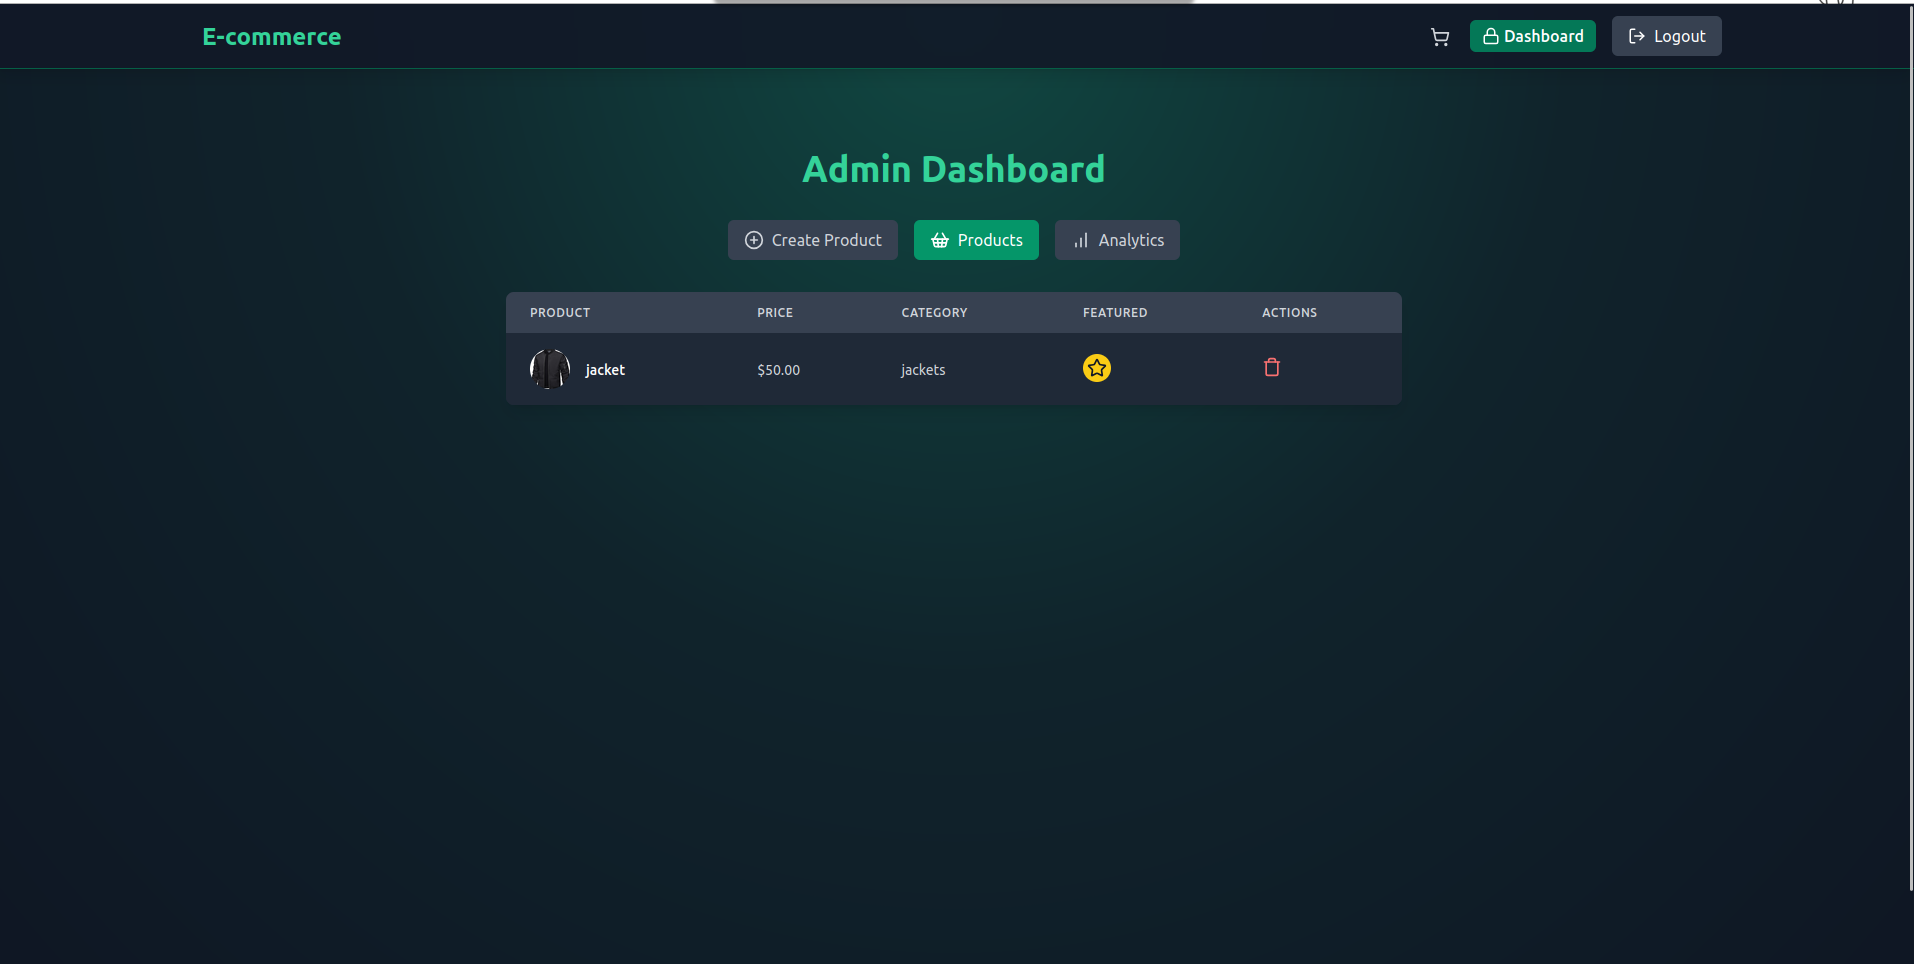 E-commerce
Dashboard
Logout
Admin Dashboard
Create Product
Products
Analytics
PRODUCT PRICE CATEGORY FEATURED ACTIONS
jacket $50.00 jackets